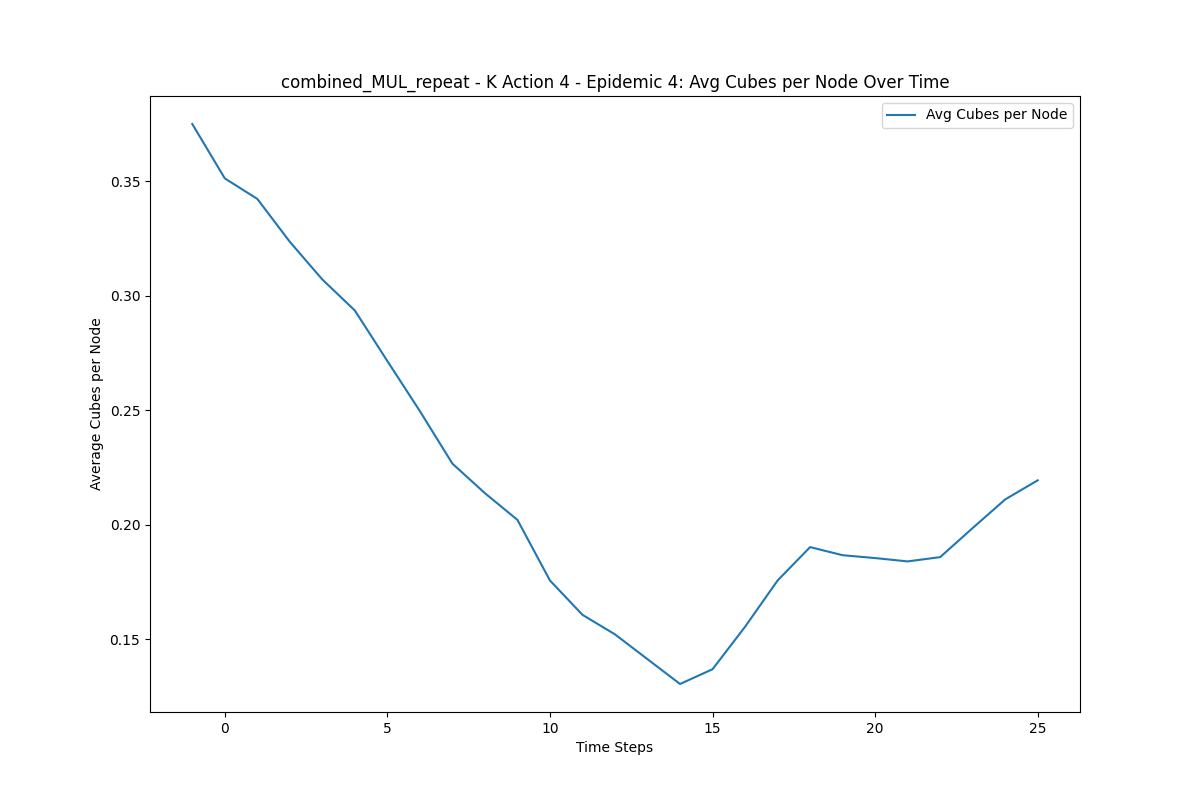 combined_MUL_repeat - K Action 4 - Epidemic 4: Avg Cubes per Node Over Time
Avg Cubes per Node
Average Cubes per Node
0.35
0.30
0.25
0.20
0.15
0 5 10 15 20 25
Time Steps